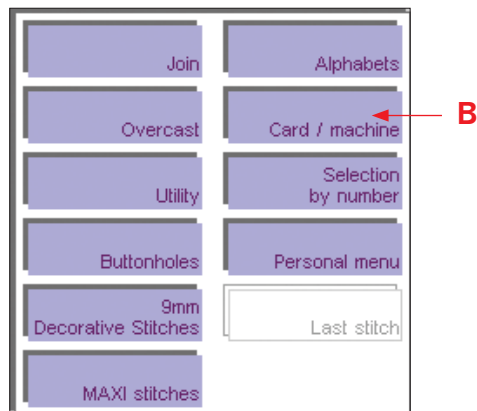 Join
Alphabets
Overcast
Card / machine
B
Utility
Selection
by number
Buttonholes
Personal menu
9mm
Decorative Stitches
Last stitch
MAXI stitches